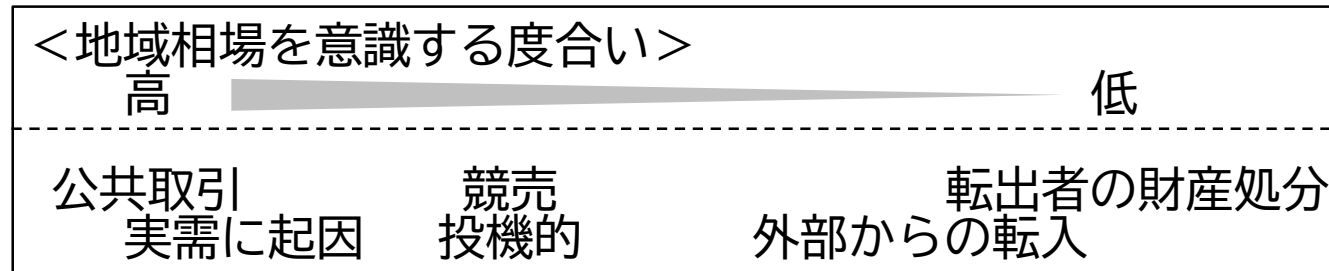 ＜地域相場を意識する度合い＞
高 低
公共取引 競売 転出者の財産処分
実需に起因 投機的 外部からの転入